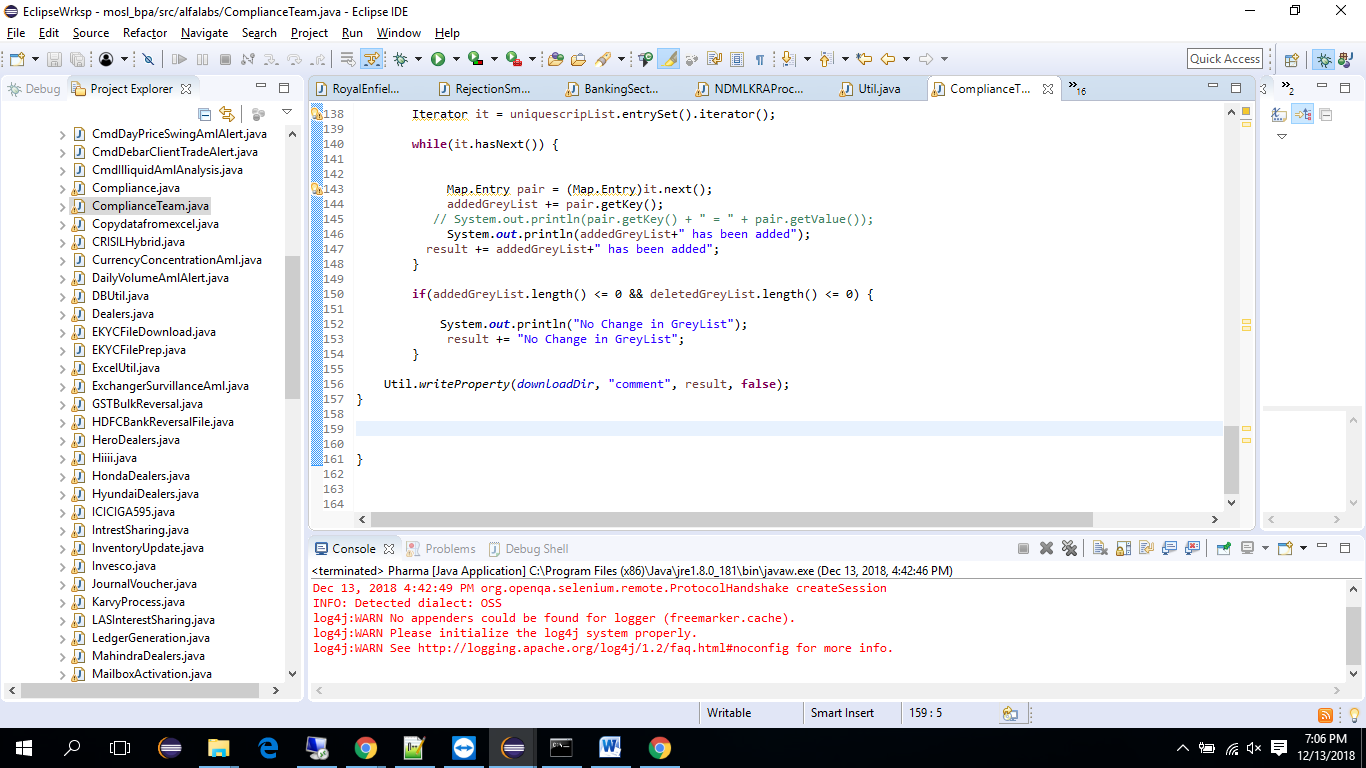 EclipseWrksp - mosl_bpa/src/alfalabs/ComplianceTeam.java - Eclipse IDE
File Edit Source Refactor Navigate Search Project Run Window Help
Quick Access
Debug Project Explorer
RoyalEnfiel... RejectionSm... BankingSect... NDMLKRAProc... Util.java ComplianceT... »16
»2
CmdDayPriceSwingAmlAlert.java
CmdDebarClientTradeAlert.java
CmdIlliquidAmlAnalysis.java
Compliance.java
ComplianceTeam.java
Copydatafromexcel.java
CRISILHybrid.java
CurrencyConcentrationAml.java
DailyVolumeAmlAlert.java
DBUtil.java
Dealers.java
EKYCFileDownload.java
EKYCFilePrep.java
ExcelUtil.java
ExchangerSurvillanceAml.java
GSTBulkReversal.java
HDFCBankReversalFile.java
HeroDealers.java
Hiiii.java
HondaDealers.java
HyundaiDealers.java
ICICIGA595.java
IntrestSharing.java
InventoryUpdate.java
Invesco.java
JournalVoucher.java
KarvyProcess.java
LASInterestSharing.java
LedgerGeneration.java
MahindraDealers.java
MailboxActivation.java
138 Iterator it = uniquescripList.entrySet().iterator();
139
140 while(it.hasNext()) {
141
142
143 Map.Entry pair = (Map.Entry)it.next();
144 addedGreyList += pair.getKey();
145 // System.out.println(pair.getKey() + " = " + pair.getValue());
146 System.out.println(addedGreyList+" has been added");
147 result += addedGreyList+" has been added";
148 }
149
150 if(addedGreyList.length() <= 0 && deletedGreyList.length() <= 0) {
151
152 System.out.println("No Change in GreyList");
153 result += "No Change in GreyList";
154 }
155
156 Util.writeProperty(downloadDir, "comment", result, false);
157 }
158
159
160
161 }
162
163
164
Console Problems Debug Shell
<terminated> Pharma [Java Application] C:\Program Files (x86)\Java\jre1.8.0_181\bin\javaw.exe (Dec 13, 2018, 4:42:46 PM)
Dec 13, 2018 4:42:49 PM org.openqa.selenium.remote.ProtocolHandshake createSession
INFO: Detected dialect: OSS
log4j:WARN No appenders could be found for logger (freemarker.cache).
log4j:WARN Please initialize the log4j system properly.
log4j:WARN See http://logging.apache.org/log4j/1.2/faq.html#noconfig for more info.
Writable Smart Insert 159 : 5
7:06 PM
12/13/2018